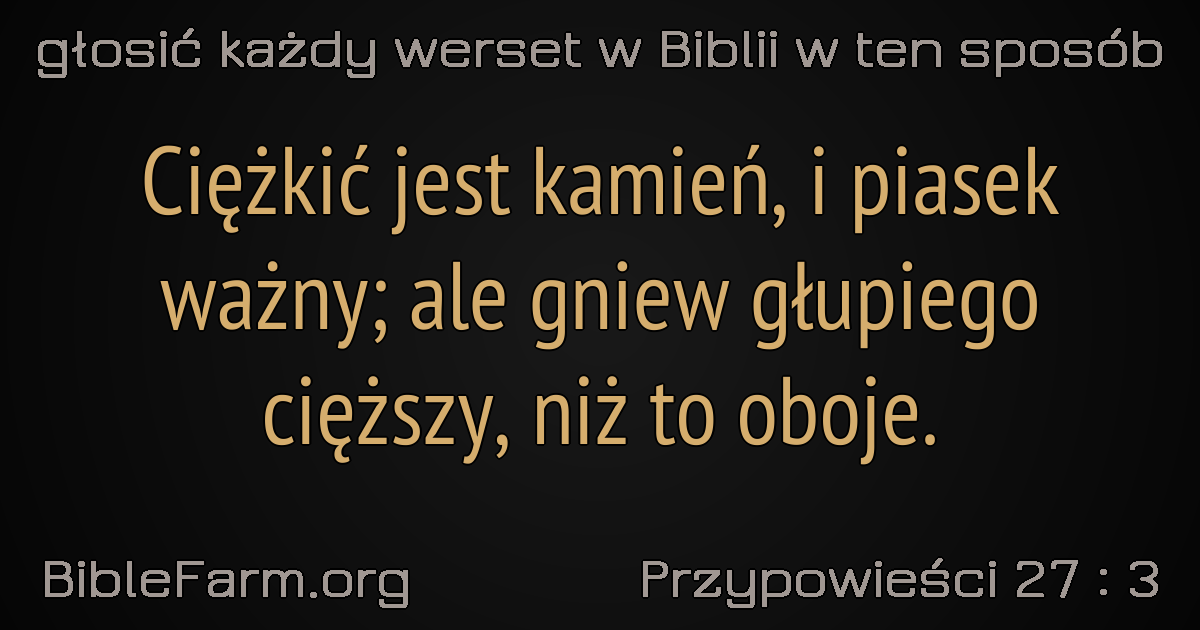 głosić każdy werset w Biblii w ten sposób
Ciężkić jest kamień, i piasek
ważny; ale gniew głupiego
cięższy, niż to oboje.
BibleFarm.org
Przypowieści 27 : 3